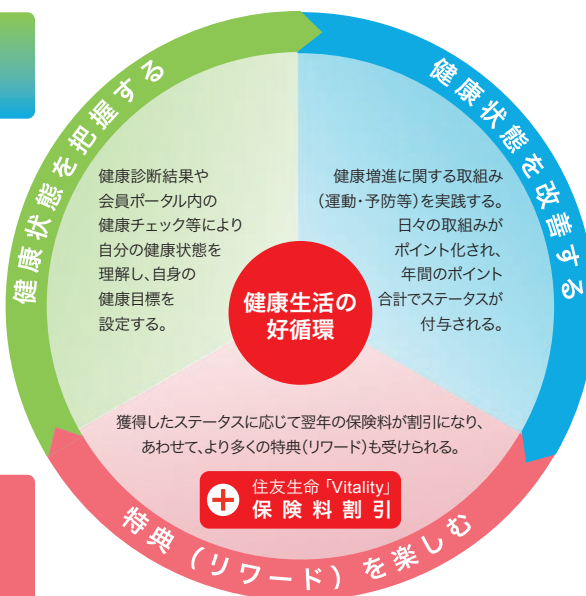 健康状態を把握する
健康診断結果や
会員ポータル内の
健康チェック等により
自分の健康状態を
理解し、自身の
健康目標を
設定する。
健康状態を改善する
健康増進に関する取組み
(運動・予防等)を実践する。
日々の取組みが
ポイント化され、
年間のポイント
合計でステータスが
付与される。
健康生活の
好循環
獲得したステータスに応じて翌年の保険料が割引になり、
あわせて、より多くの特典(リワード)も受けられる。
住友生命「Vitality」
保険料割引
特典(リワード)を楽しむ